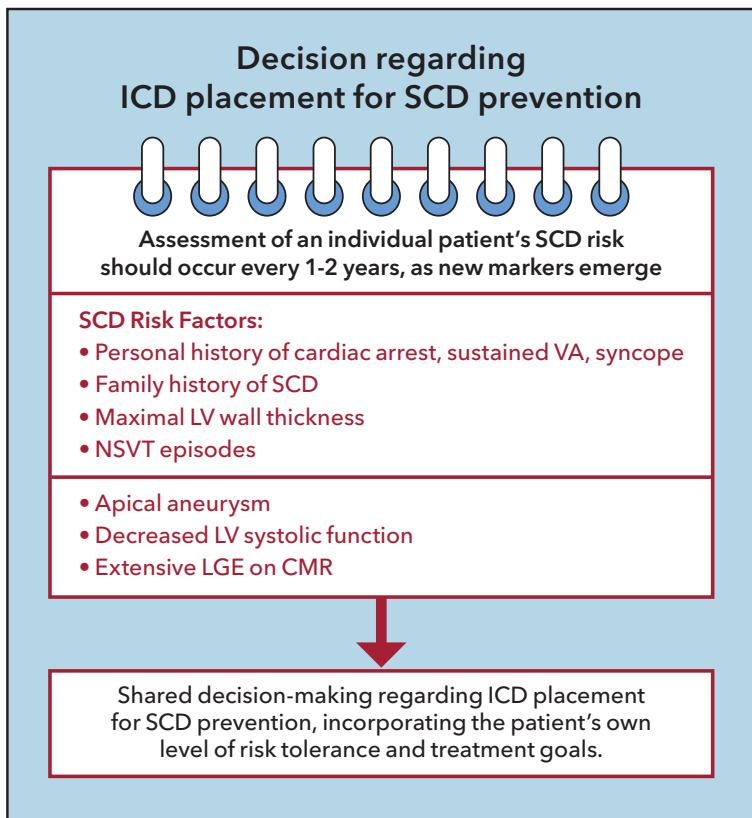 Decision regarding
ICD placement for SCD prevention
Assessment of an individual patient’s SCD risk
should occur every 1-2 years, as new markers emerge
SCD Risk Factors:
• Personal history of cardiac arrest, sustained VA, syncope
• Family history of SCD
• Maximal LV wall thickness
• NSVT episodes
• Apical aneurysm
• Decreased LV systolic function
• Extensive LGE on CMR
Shared decision-making regarding ICD placement
for SCD prevention, incorporating the patient’s own
level of risk tolerance and treatment goals.